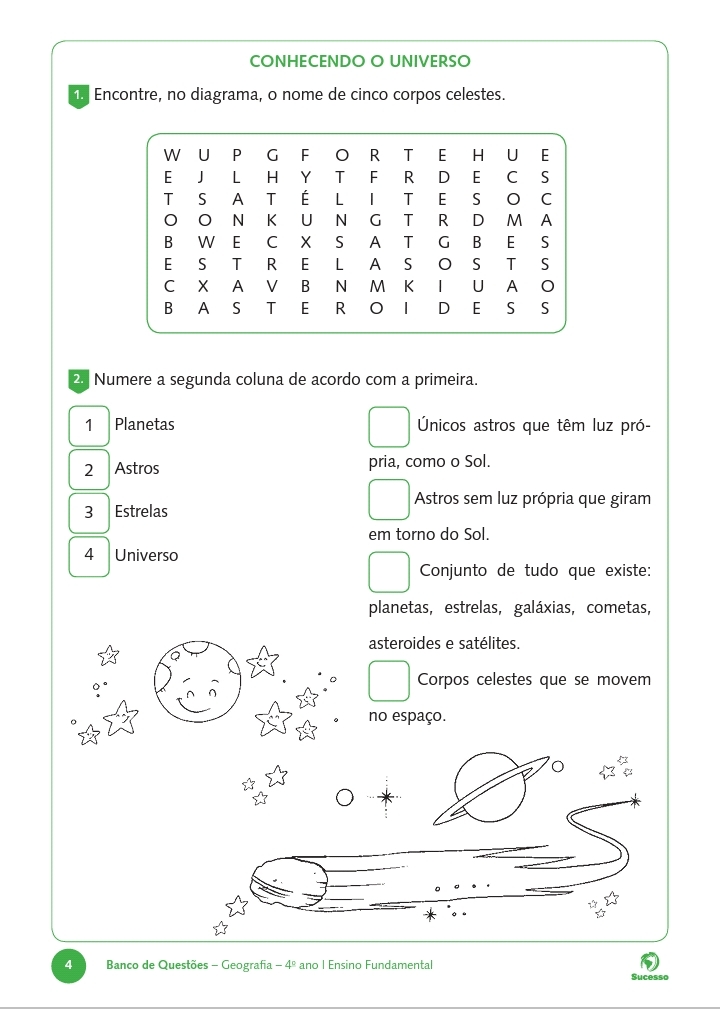 CONHECENDO O UNIVERSO
1. Encontre, no diagrama, o nome de cinco corpos celestes.
W U P G F O R T E H U E
E J L H Y T F R D E C S
T S A T É L I T E S O C
O O N K U N G T R D M A
B W E C X S A T G B E S
E S T R E L A S O S T S
C X A V B N M K I U A O
B A S T E R O I D E S S
2. Numere a segunda coluna de acordo com a primeira.
1 Planetas
2 Astros
3 Estrelas
4 Universo
Únicos astros que têm luz pró-
pria, como o Sol.
Astros sem luz própria que giram
em torno do Sol.
Conjunto de tudo que existe:
planetas, estrelas, galáxias, cometas,
asteroides e satélites.
Corpos celestes que se movem
no espaço.
4 Banco de Questões – Geografia – 4º ano I Ensino Fundamental
Sucesso